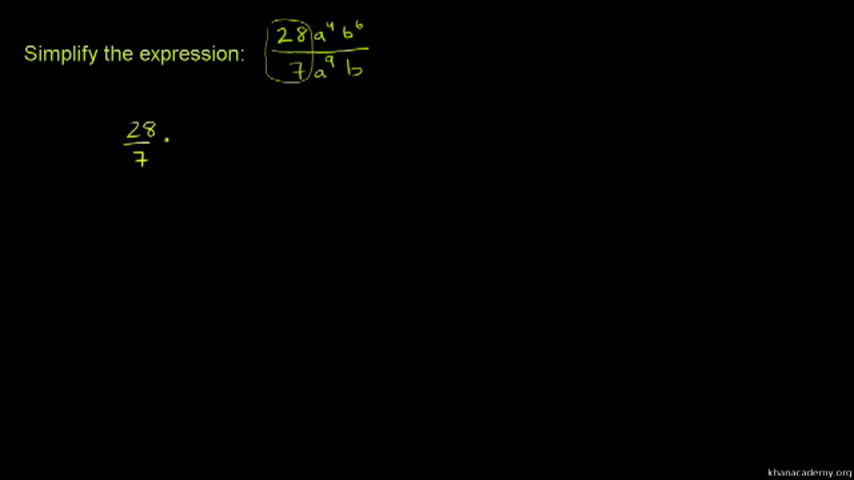 Simplify the expression: 28a⁴b⁶ / 7a⁹b
28/7 ·
khanacademy.org